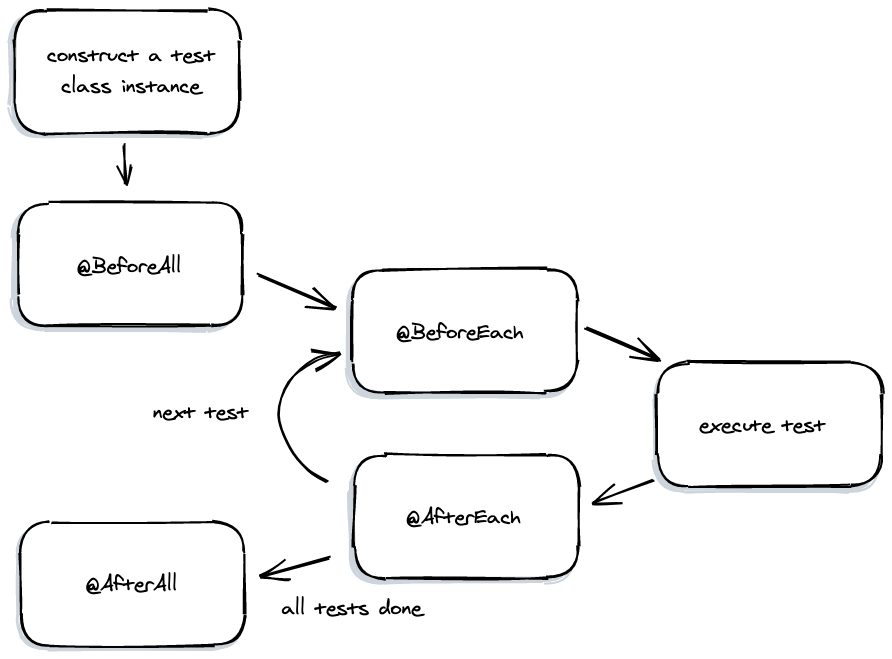 construct a test
class instance
@BeforeAll
@BeforeEach
execute test
next test
@AfterEach
@AfterAll
all tests done